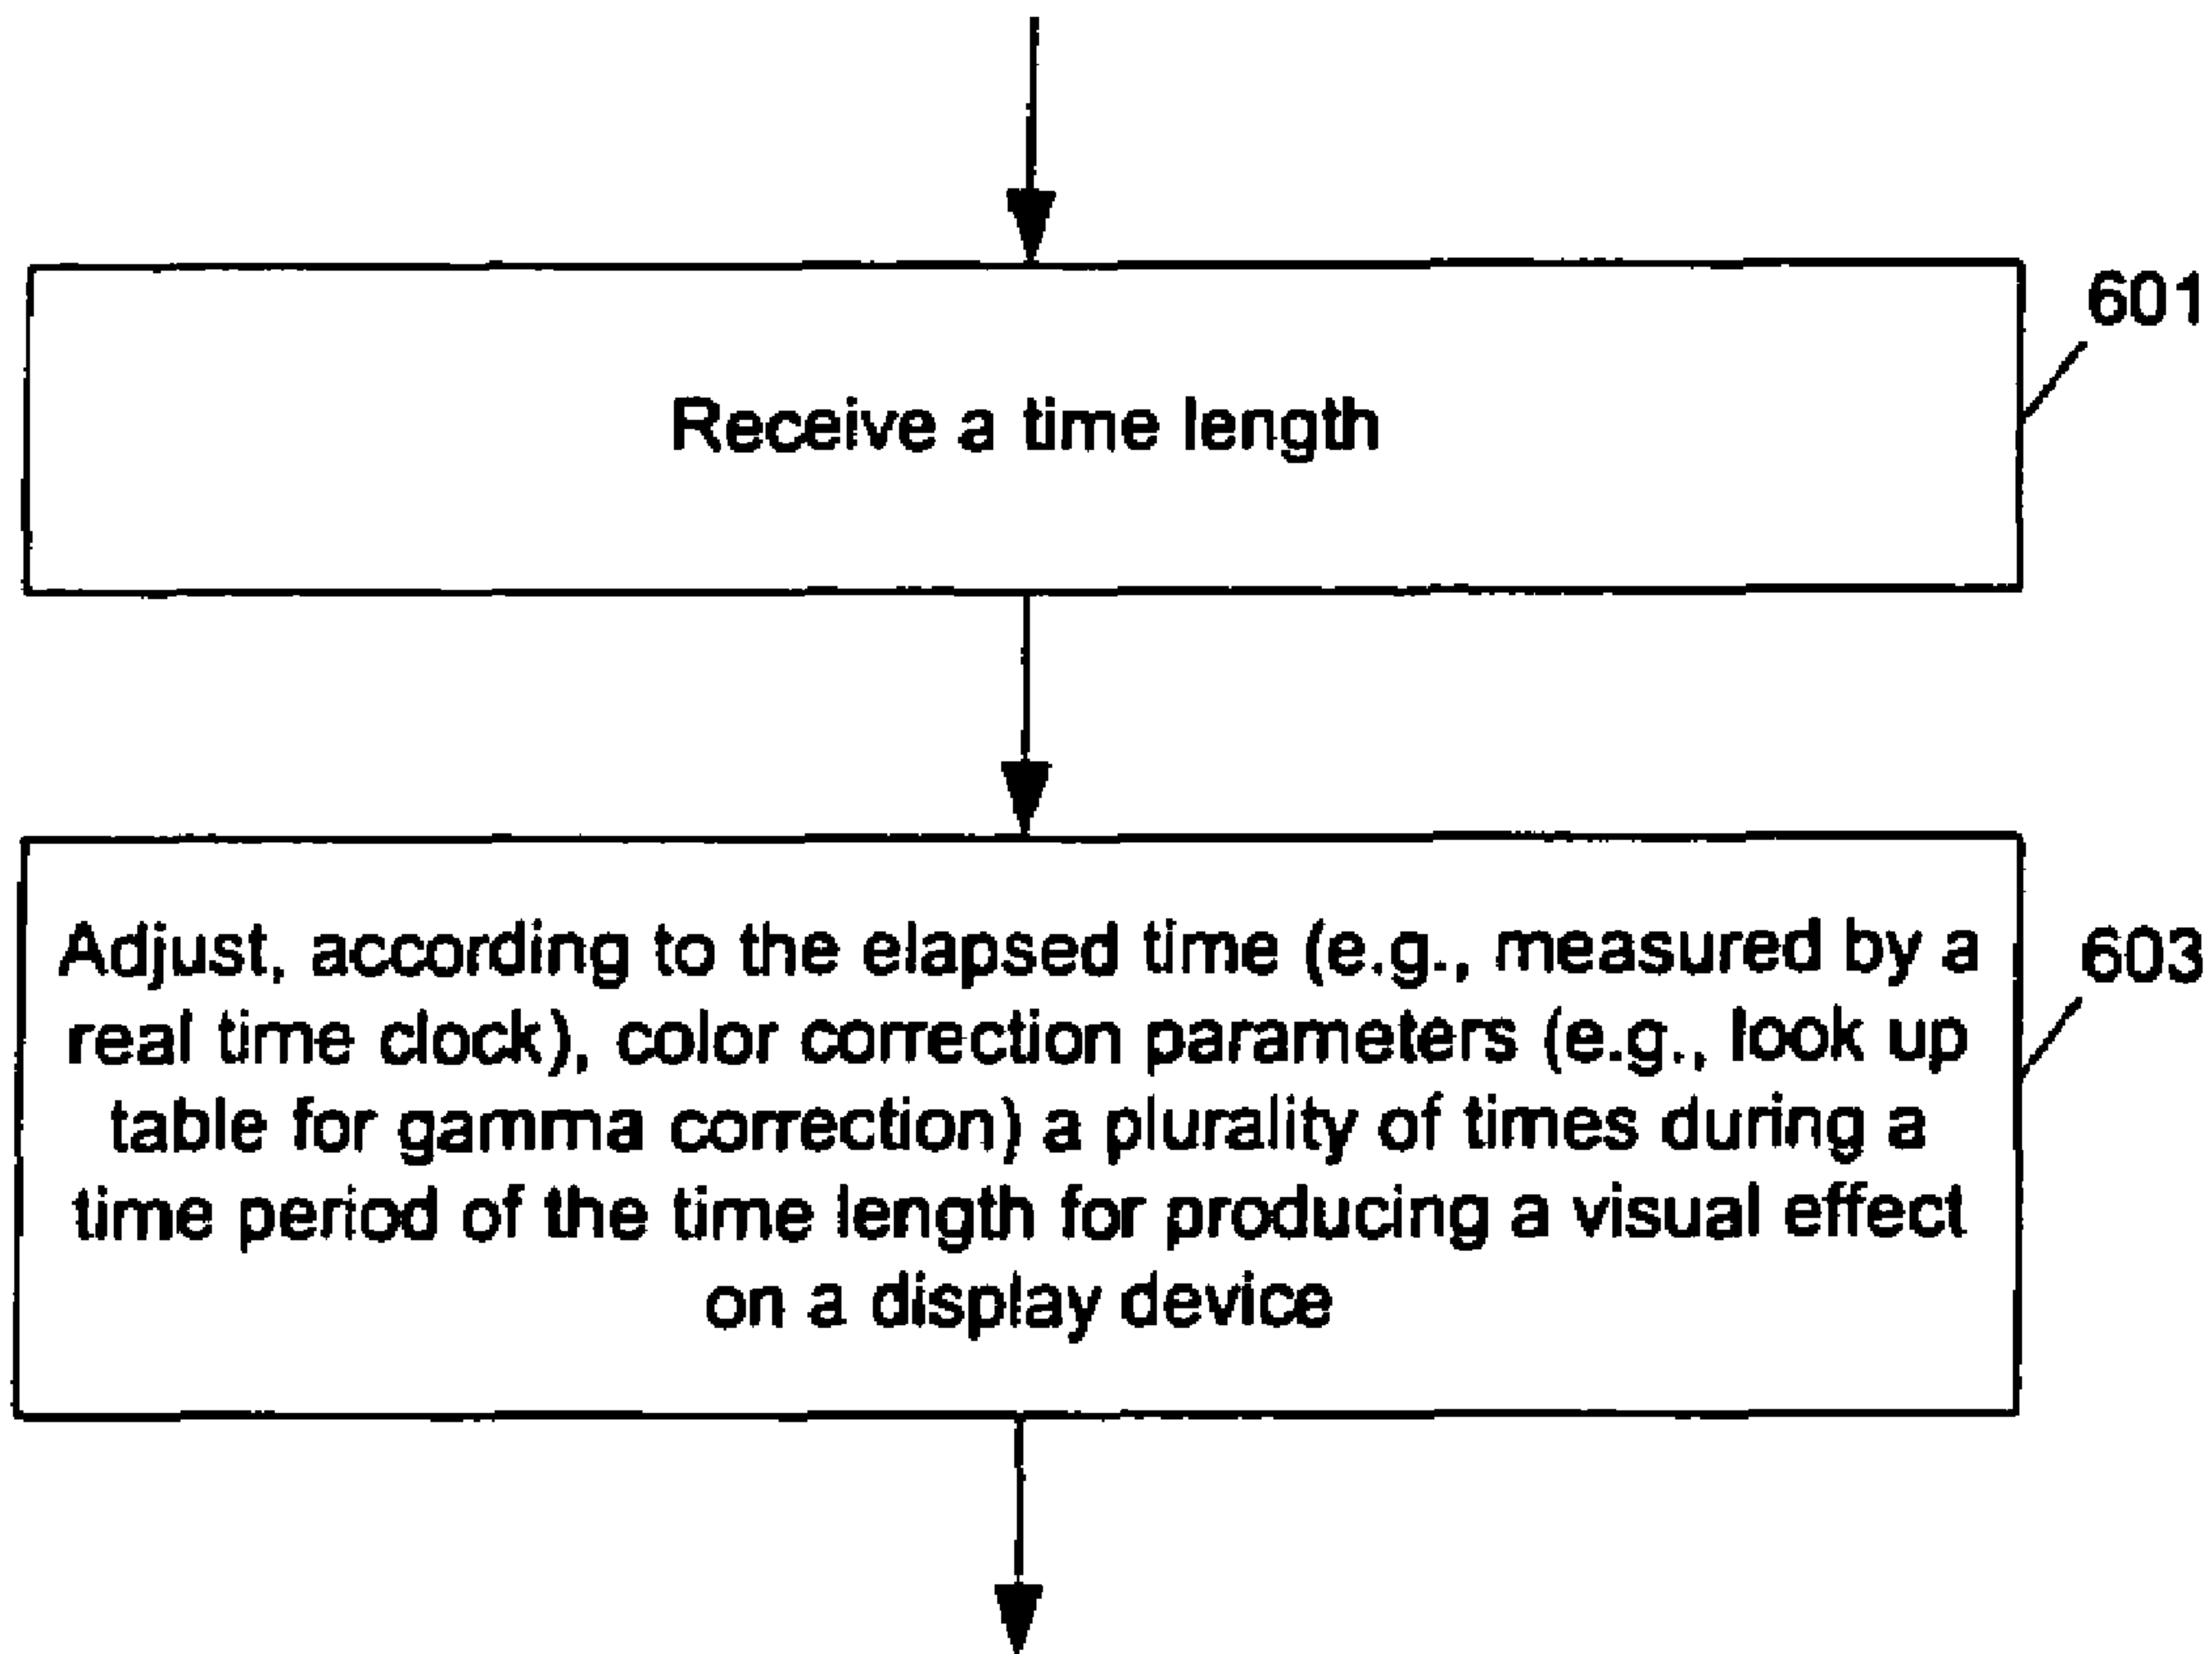 601
Receive a time length
Adjust, according to the elapsed time (e.g., measured by a
603
real time clock), color correction parameters (e.g., look up
table for gamma correction) a plurality of times during a
time period of the time length for producing a visual effect
on a display device